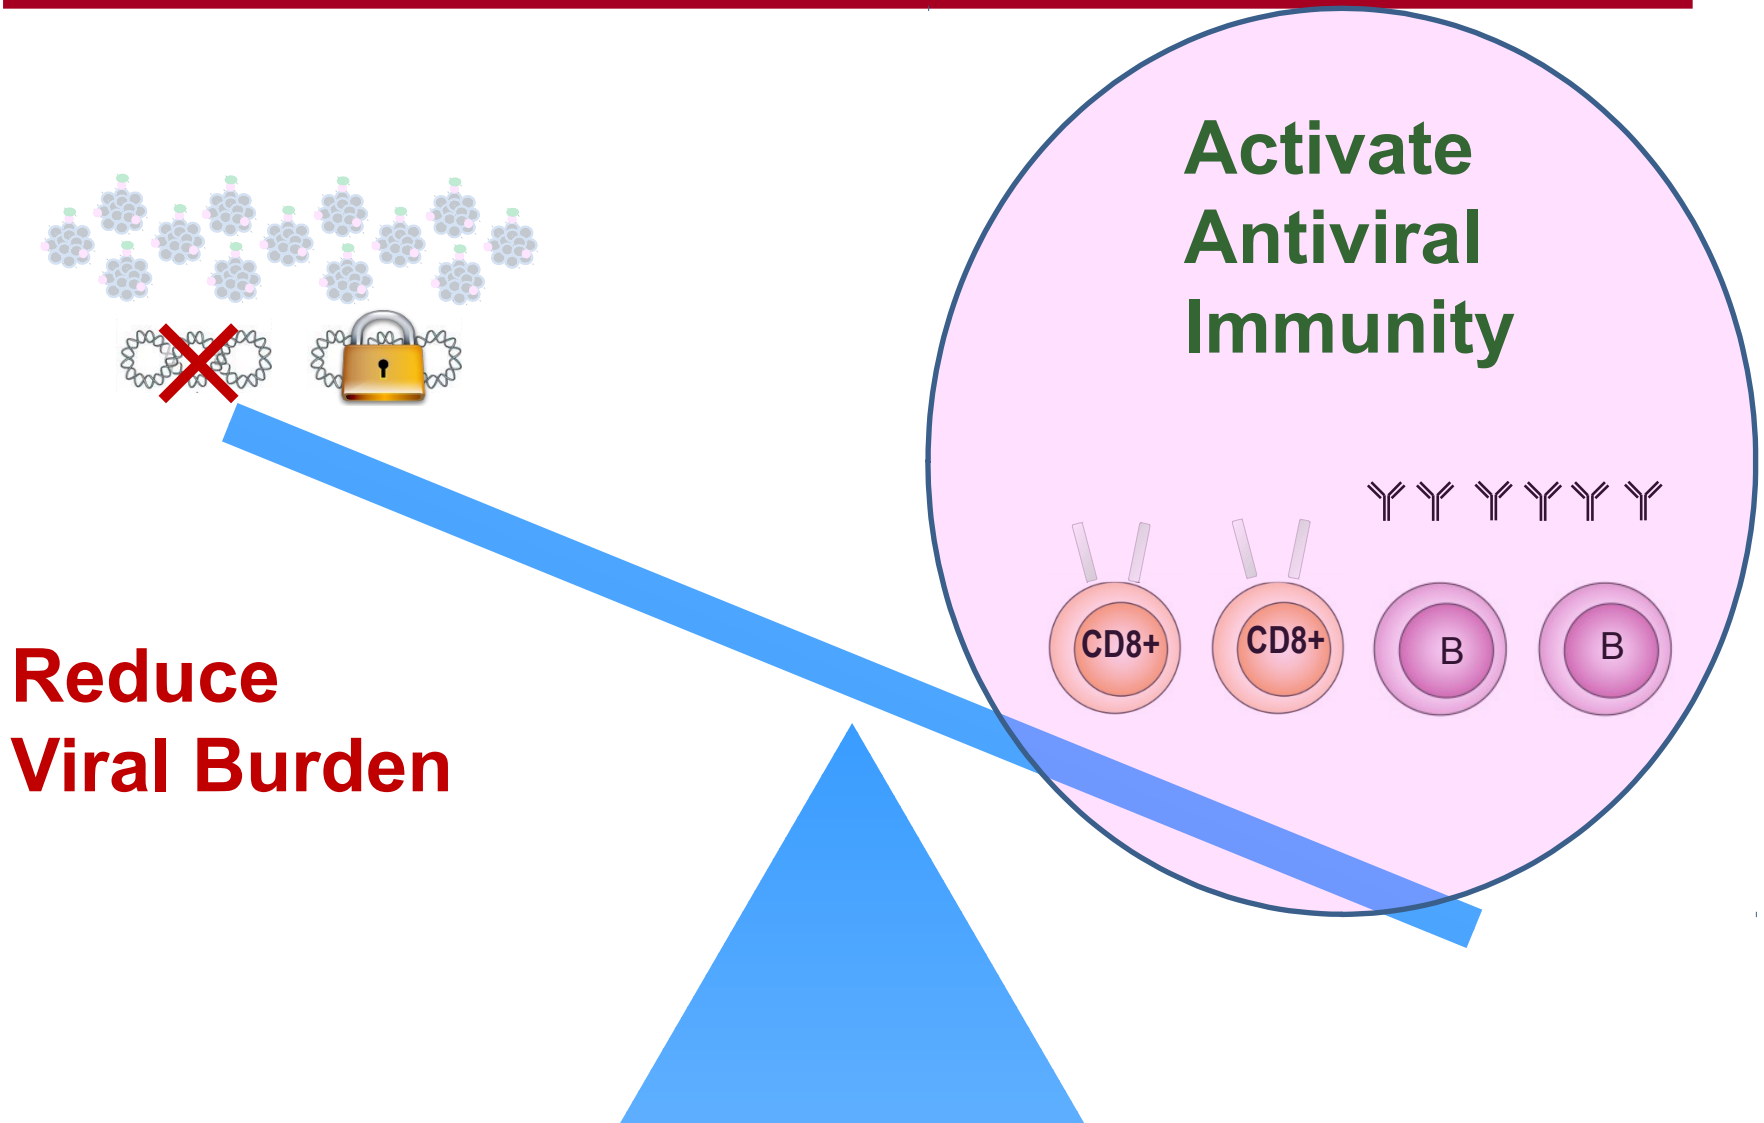 Activate
Antiviral
Immunity
CD8+
CD8+
B
B
Reduce
Viral Burden